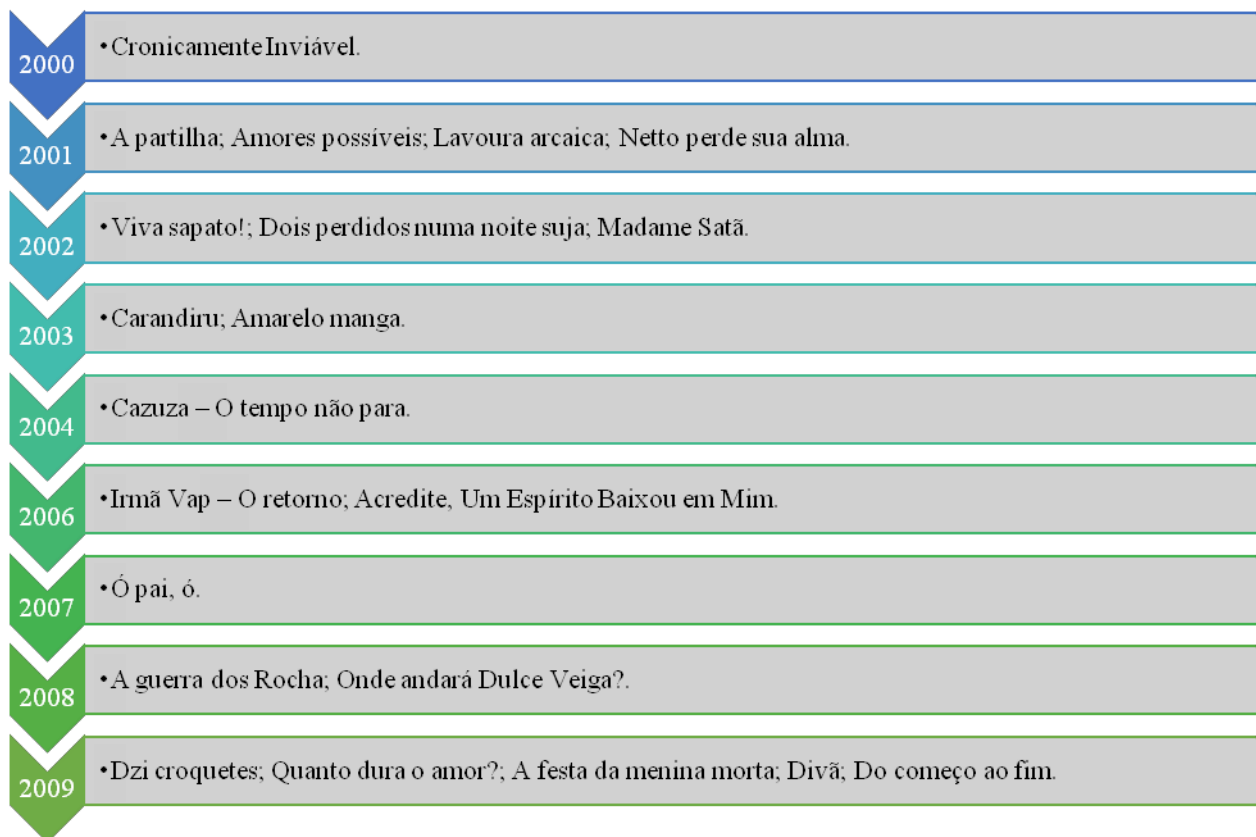 2000
•Cronicamente Inviável.
2001
•A partilha; Amores possíveis; Lavoura arcaica; Netto perde sua alma.
2002
•Viva sapato!; Dois perdidos numa noite suja; Madame Satã.
2003
•Carandiru; Amarelo manga.
2004
•Cazuza – O tempo não para.
2006
•Irmã Vap – O retorno; Acredite, Um Espírito Baixou em Mim.
2007
•Ó pai, ó.
2008
•A guerra dos Rocha; Onde andará Dulce Veiga?.
2009
•Dzi croquetes; Quanto dura o amor?; A festa da menina morta; Divã; Do começo ao fim.